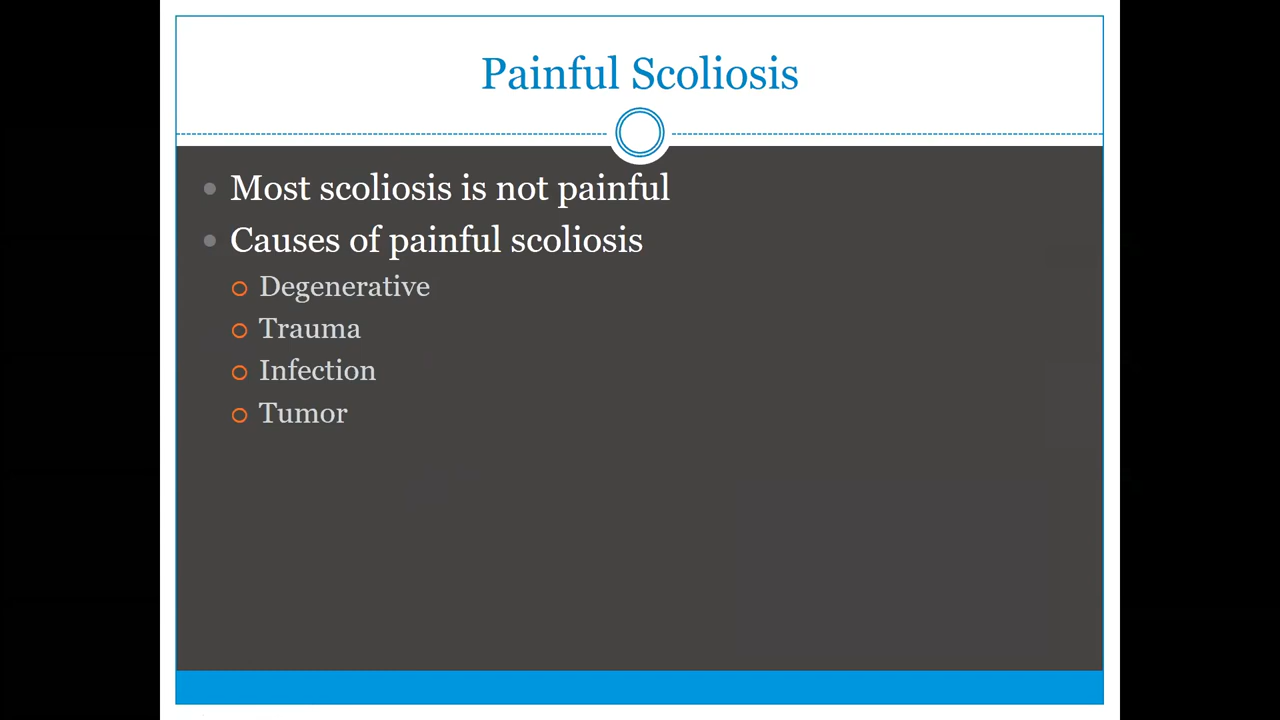 Painful Scoliosis
Most scoliosis is not painful
Causes of painful scoliosis
Degenerative
Trauma
Infection
Tumor